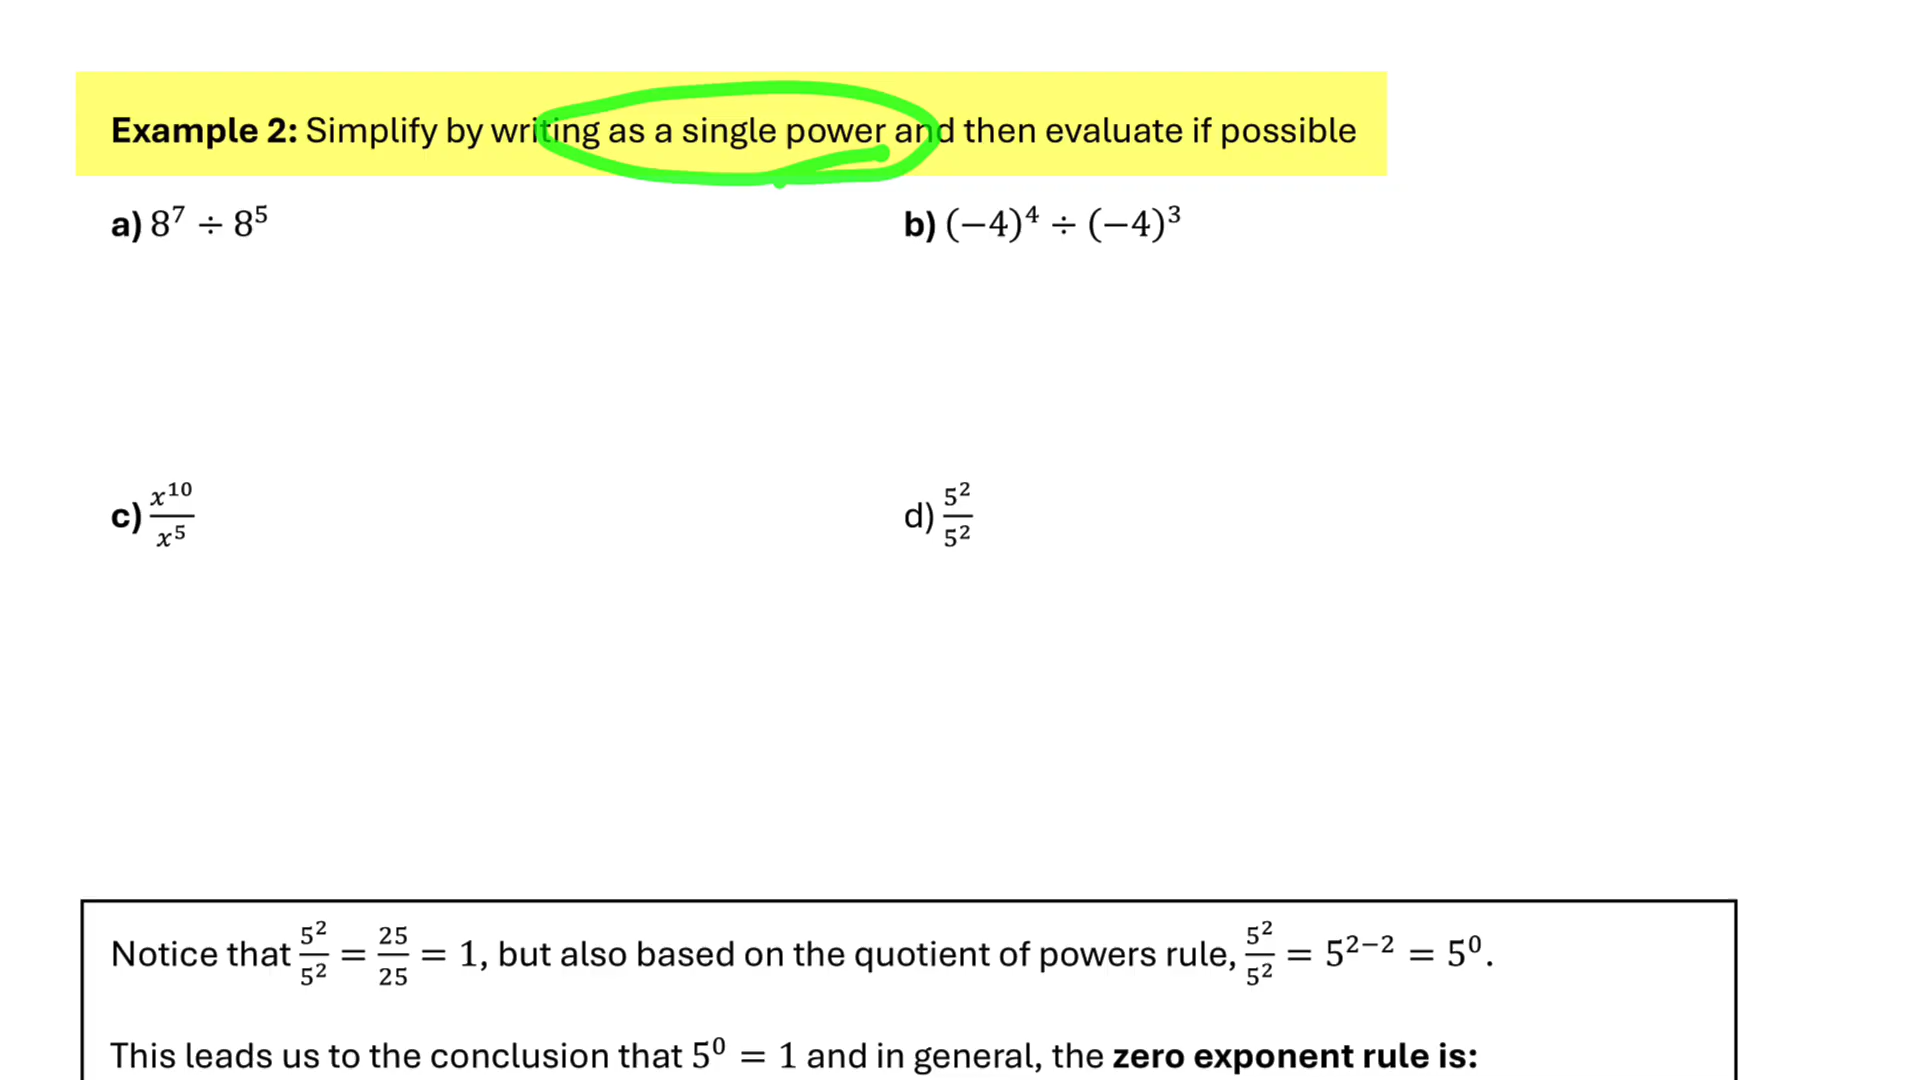 Example 2: Simplify by writing as a single power and then evaluate if possible
a) 8⁷ ÷ 8⁵
b) (−4)⁴ ÷ (−4)³
c) x¹⁰/x⁵
d) 5²/5²
Notice that 5²/5² = 25/25 = 1, but also based on the quotient of powers rule, 5²/5² = 5²⁻² = 5⁰.
This leads us to the conclusion that 5⁰ = 1 and in general, the zero exponent rule is: